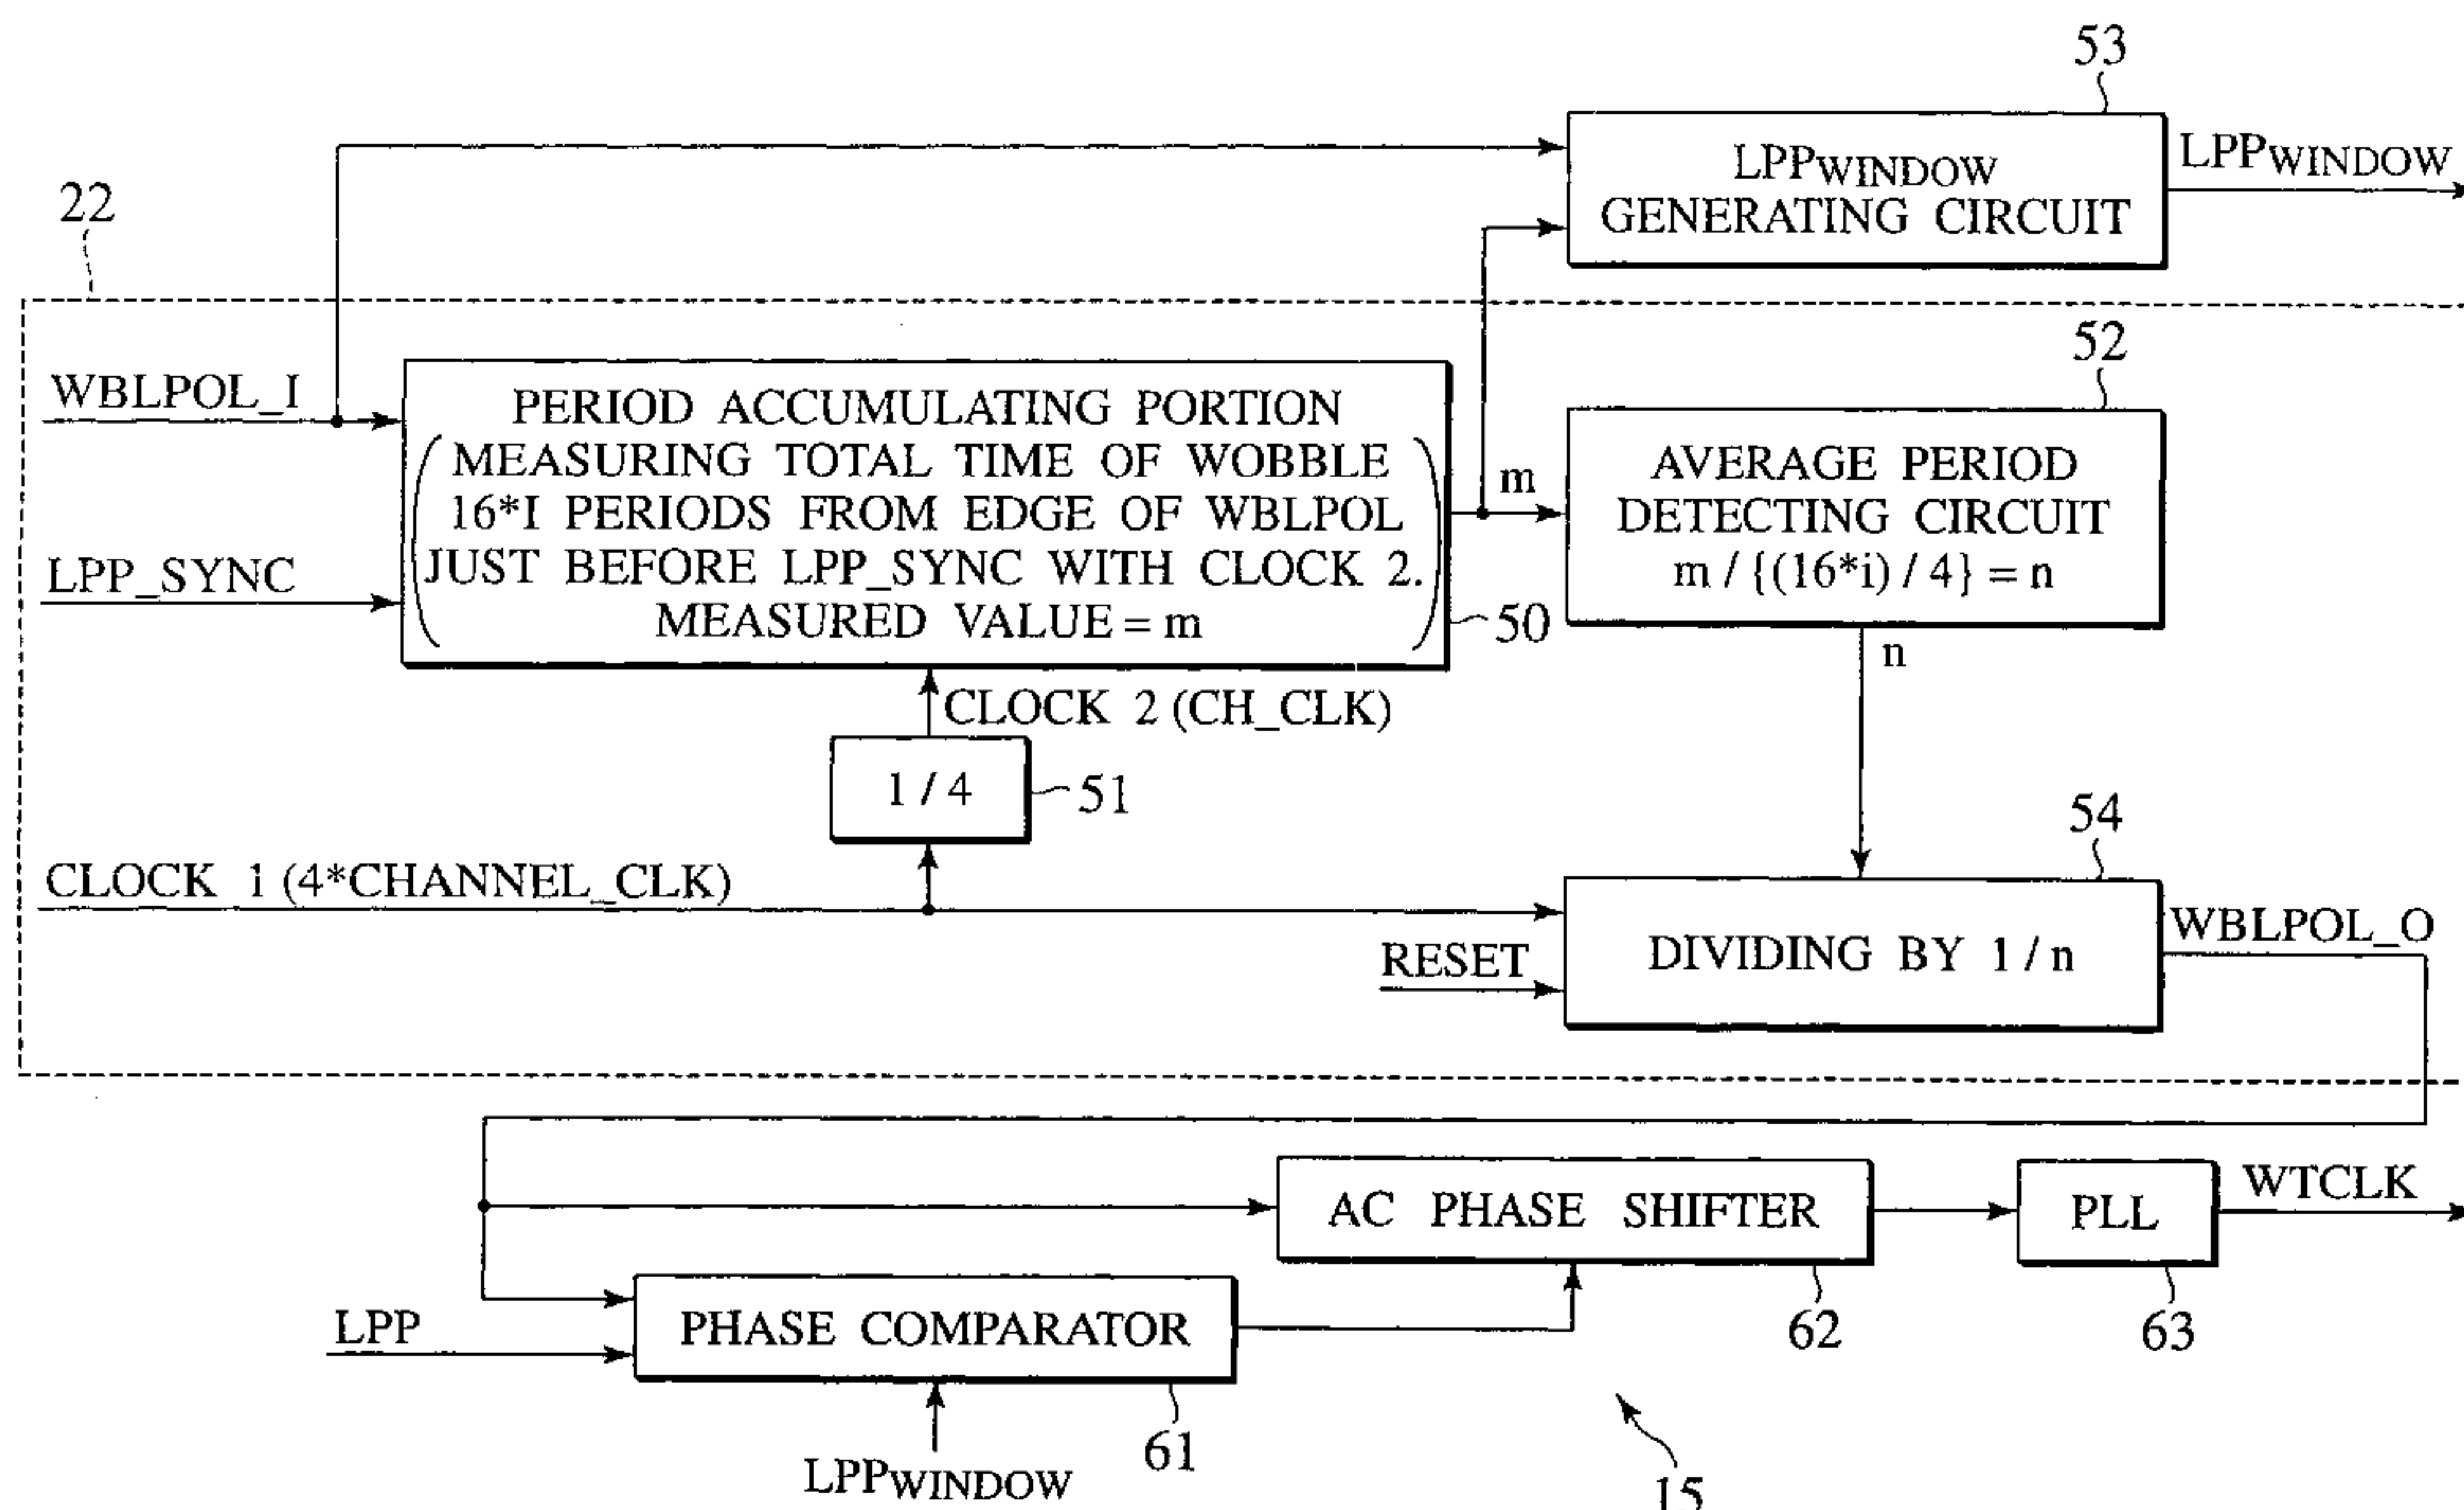 53
LPPWINDOW
GENERATING CIRCUIT
LPPWINDOW
22
WBLPOL_I
LPP_SYNC
PERIOD ACCUMULATING PORTION
MEASURING TOTAL TIME OF WOBBLE
16*I PERIODS FROM EDGE OF WBLPOL
JUST BEFORE LPP_SYNC WITH CLOCK 2.
MEASURED VALUE = m
50
m
52
AVERAGE PERIOD
DETECTING CIRCUIT
m / {((16*i) / 4} = n
n
CLOCK 2 (CH_CLK)
1 / 4
51
CLOCK 1 (4*CHANNEL_CLK)
RESET
54
DIVIDING BY 1 / n
WBLPOL_O
AC PHASE SHIFTER
62
PLL
63
WTCLK
LPP
PHASE COMPARATOR
61
LPPWINDOW
15